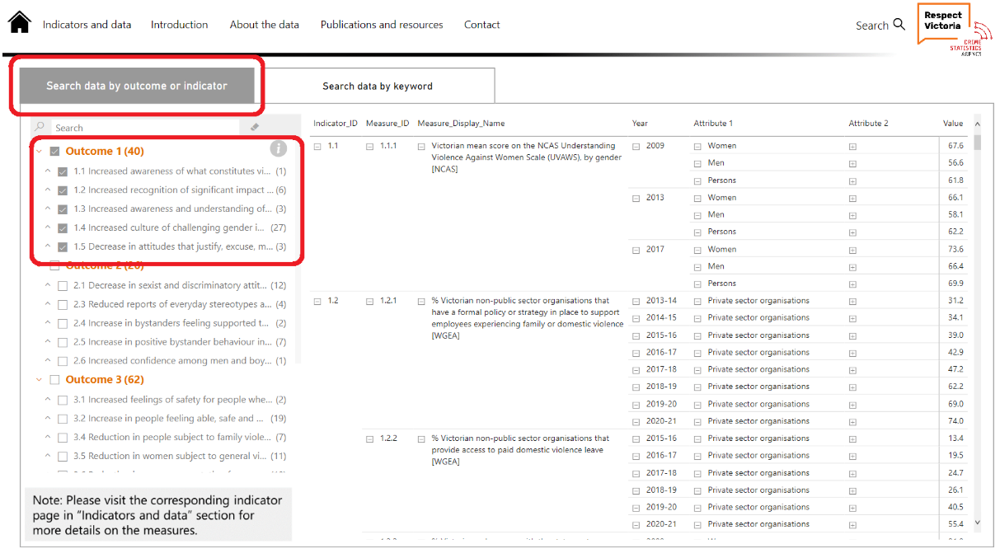 Indicators and data Introduction About the data Publications and resources Contact Search
Respect
Victoria
CRIME
STATISTICS
AGENCY
Search data by outcome or indicator
Search data by keyword
Search
Outcome 1 (40)
1.1 Increased awareness of what constitutes vi... (1)
1.2 Increased recognition of significant impact ... (6)
1.3 Increased awareness and understanding of... (3)
1.4 Increased culture of challenging gender i... (27)
1.5 Decrease in attitudes that justify, excuse, m... (3)
Outcome 2 (26)
2.1 Decrease in sexist and discriminatory attit... (12)
2.3 Reduced reports of everyday stereotypes a... (4)
2.4 Increase in bystanders feeling supported t... (2)
2.5 Increase in positive bystander behaviour in... (7)
2.6 Increased confidence among men and boy... (1)
Outcome 3 (62)
3.1 Increased feelings of safety for people whe... (2)
3.2 Increase in people feeling able, safe and ... (19)
3.4 Reduction in people subject to family viole... (7)
3.5 Reduction in women subject to general vi... (11)
Note: Please visit the corresponding indicator
page in “Indicators and data” section for
more details on the measures.
Indicator_ID Measure_ID Measure_Display_Name Year Attribute 1 Attribute 2 Value
1.1 1.1.1 Victorian mean score on the NCAS Understanding 2009 Women 67.6
Violence Against Women Scale (UVAWS), by gender Men 56.6
[NCAS]
Persons 61.8
2013 Women 66.1
Men 58.1
Persons 62.2
2017 Women 73.6
Men 66.4
Persons 69.9
1.2 1.2.1 % Victorian non-public sector organisations that 2013-14 Private sector organisations 31.2
have a formal policy or strategy in place to support 2014-15 Private sector organisations 34.1
employees experiencing family or domestic violence
[WGEA] 2015-16 Private sector organisations 39.0
2016-17 Private sector organisations 42.9
2017-18 Private sector organisations 47.2
2018-19 Private sector organisations 62.2
2019-20 Private sector organisations 69.0
2020-21 Private sector organisations 74.0
1.2.2 % Victorian non-public sector organisations that 2015-16 Private sector organisations 13.4
provide access to paid domestic violence leave 2016-17 Private sector organisations 19.5
[WGEA]
2017-18 Private sector organisations 24.7
2018-19 Private sector organisations 26.1
2019-20 Private sector organisations 40.5
2020-21 Private sector organisations 55.4